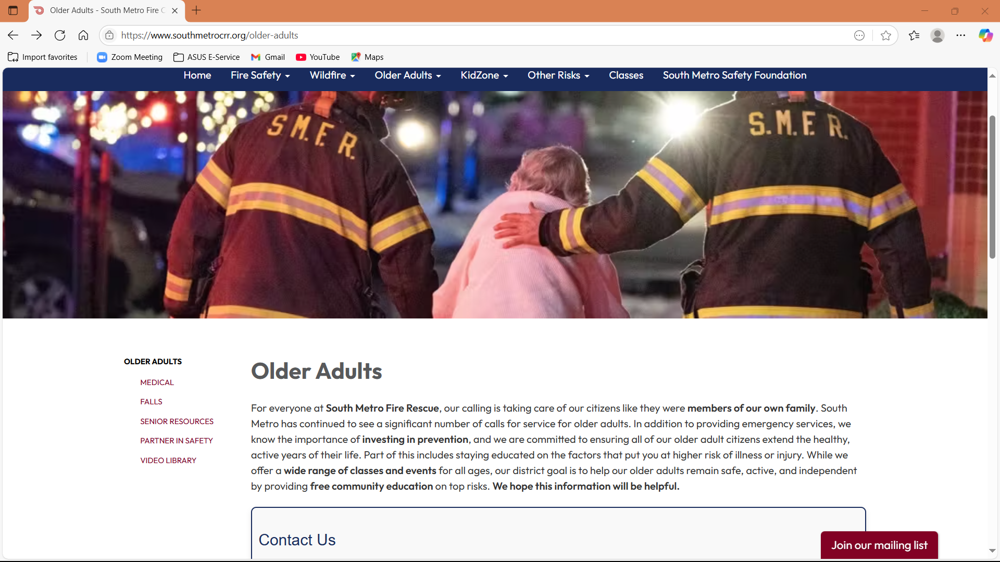 Older Adults - South Metro Fire
https://www.southmetrocrr.org/older-adults
Import favorites
Zoom Meeting
ASUS E-Service
Gmail
YouTube
Maps
Home
Fire Safety
Wildfire
Older Adults
KidZone
Other Risks
Classes
South Metro Safety Foundation
S.M.F.R.
S.M.F.R.
OLDER ADULTS
MEDICAL
FALLS
SENIOR RESOURCES
PARTNER IN SAFETY
VIDEO LIBRARY
Older Adults
For everyone at South Metro Fire Rescue, our calling is taking care of our citizens like they were members of our own family. South
Metro has continued to see a significant number of calls for service for older adults. In addition to providing emergency services, we
know the importance of investing in prevention, and we are committed to ensuring all of our older adult citizens extend the healthy,
active years of their life. Part of this includes staying educated on the factors that put you at higher risk of illness or injury. While we
offer a wide range of classes and events for all ages, our district goal is to help our older adults remain safe, active, and independent
by providing free community education on top risks. We hope this information will be helpful.
Contact Us
Join our mailing list